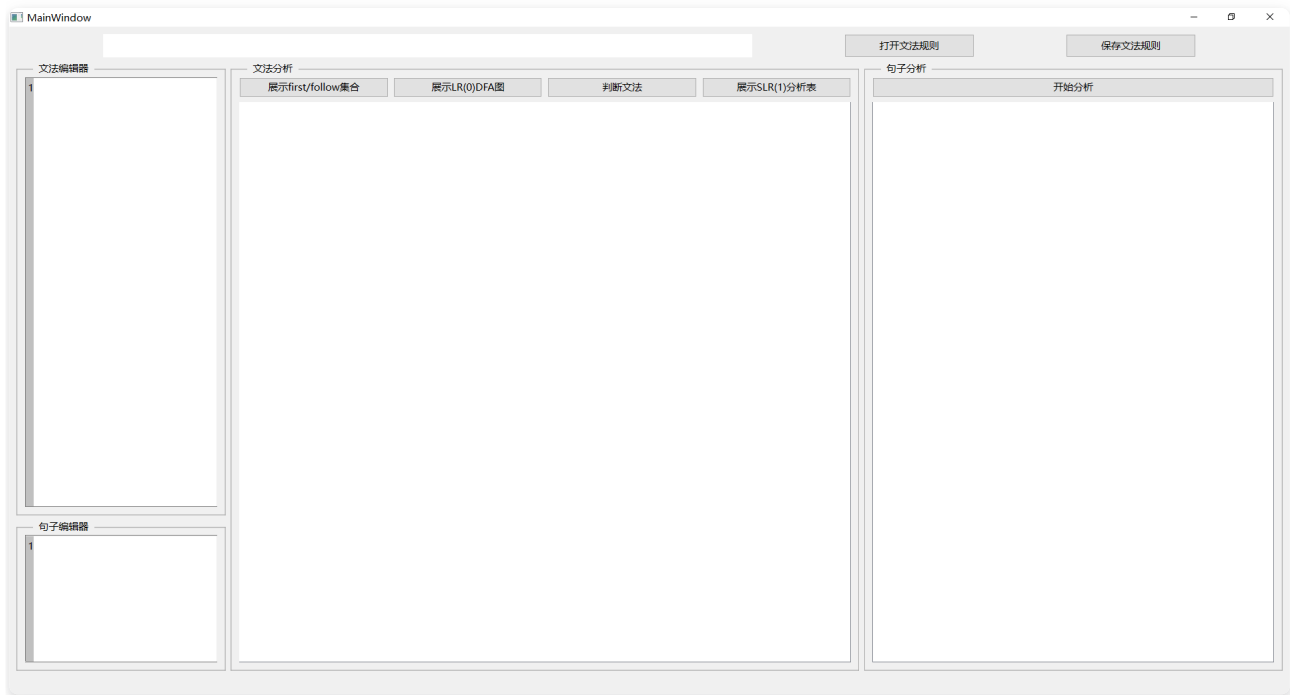 MainWindow
打开文法规则
保存文法规则
文法编辑器
1
文法分析
展示first/follow集合
展示LR(0)DFA图
判断文法
展示SLR(1)分析表
句子分析
开始分析
句子编辑器
1